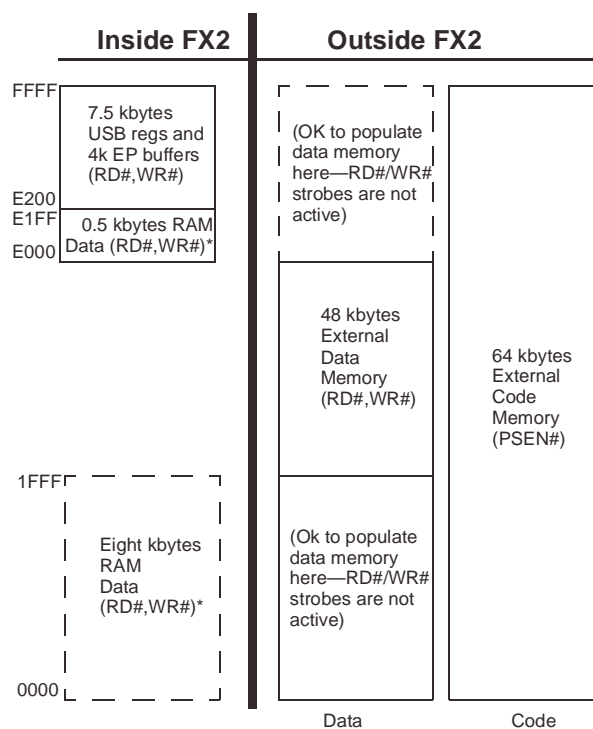 Inside FX2
Outside FX2
FFFF
7.5 kbytes
USB regs and
4k EP buffers
(RD#,WR#)
E200
E1FF
0.5 kbytes RAM
Data (RD#,WR#)*
E000
(OK to populate
data memory
here—RD#/WR#
strobes are not
active)
48 kbytes
External
Data
Memory
(RD#,WR#)
64 kbytes
External
Code
Memory
(PSEN#)
1FFF
Eight kbytes
RAM
Data
(RD#,WR#)*
(Ok to populate
data memory
here—RD#/WR#
strobes are not
active)
0000
Data
Code